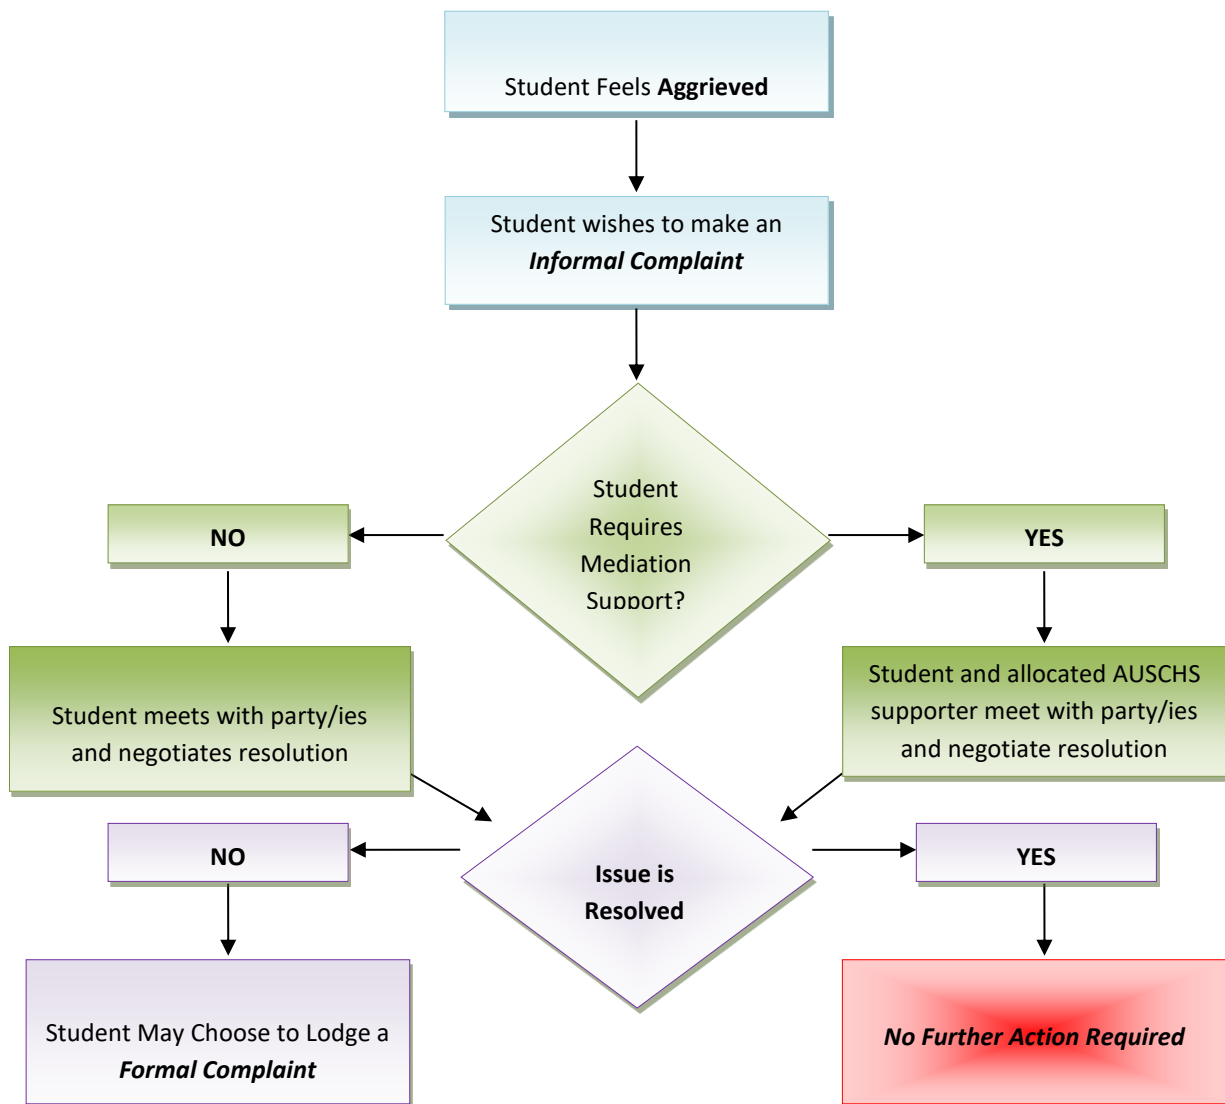 Student Feels Aggrieved
Student wishes to make an
Informal Complaint
Student
Requires
Mediation
Support?
NO
YES
Student meets with party/ies
and negotiates resolution
Student and allocated AUSCHS
supporter meet with party/ies
and negotiate resolution
Issue is
Resolved
NO
YES
Student May Choose to Lodge a
Formal Complaint
No Further Action Required